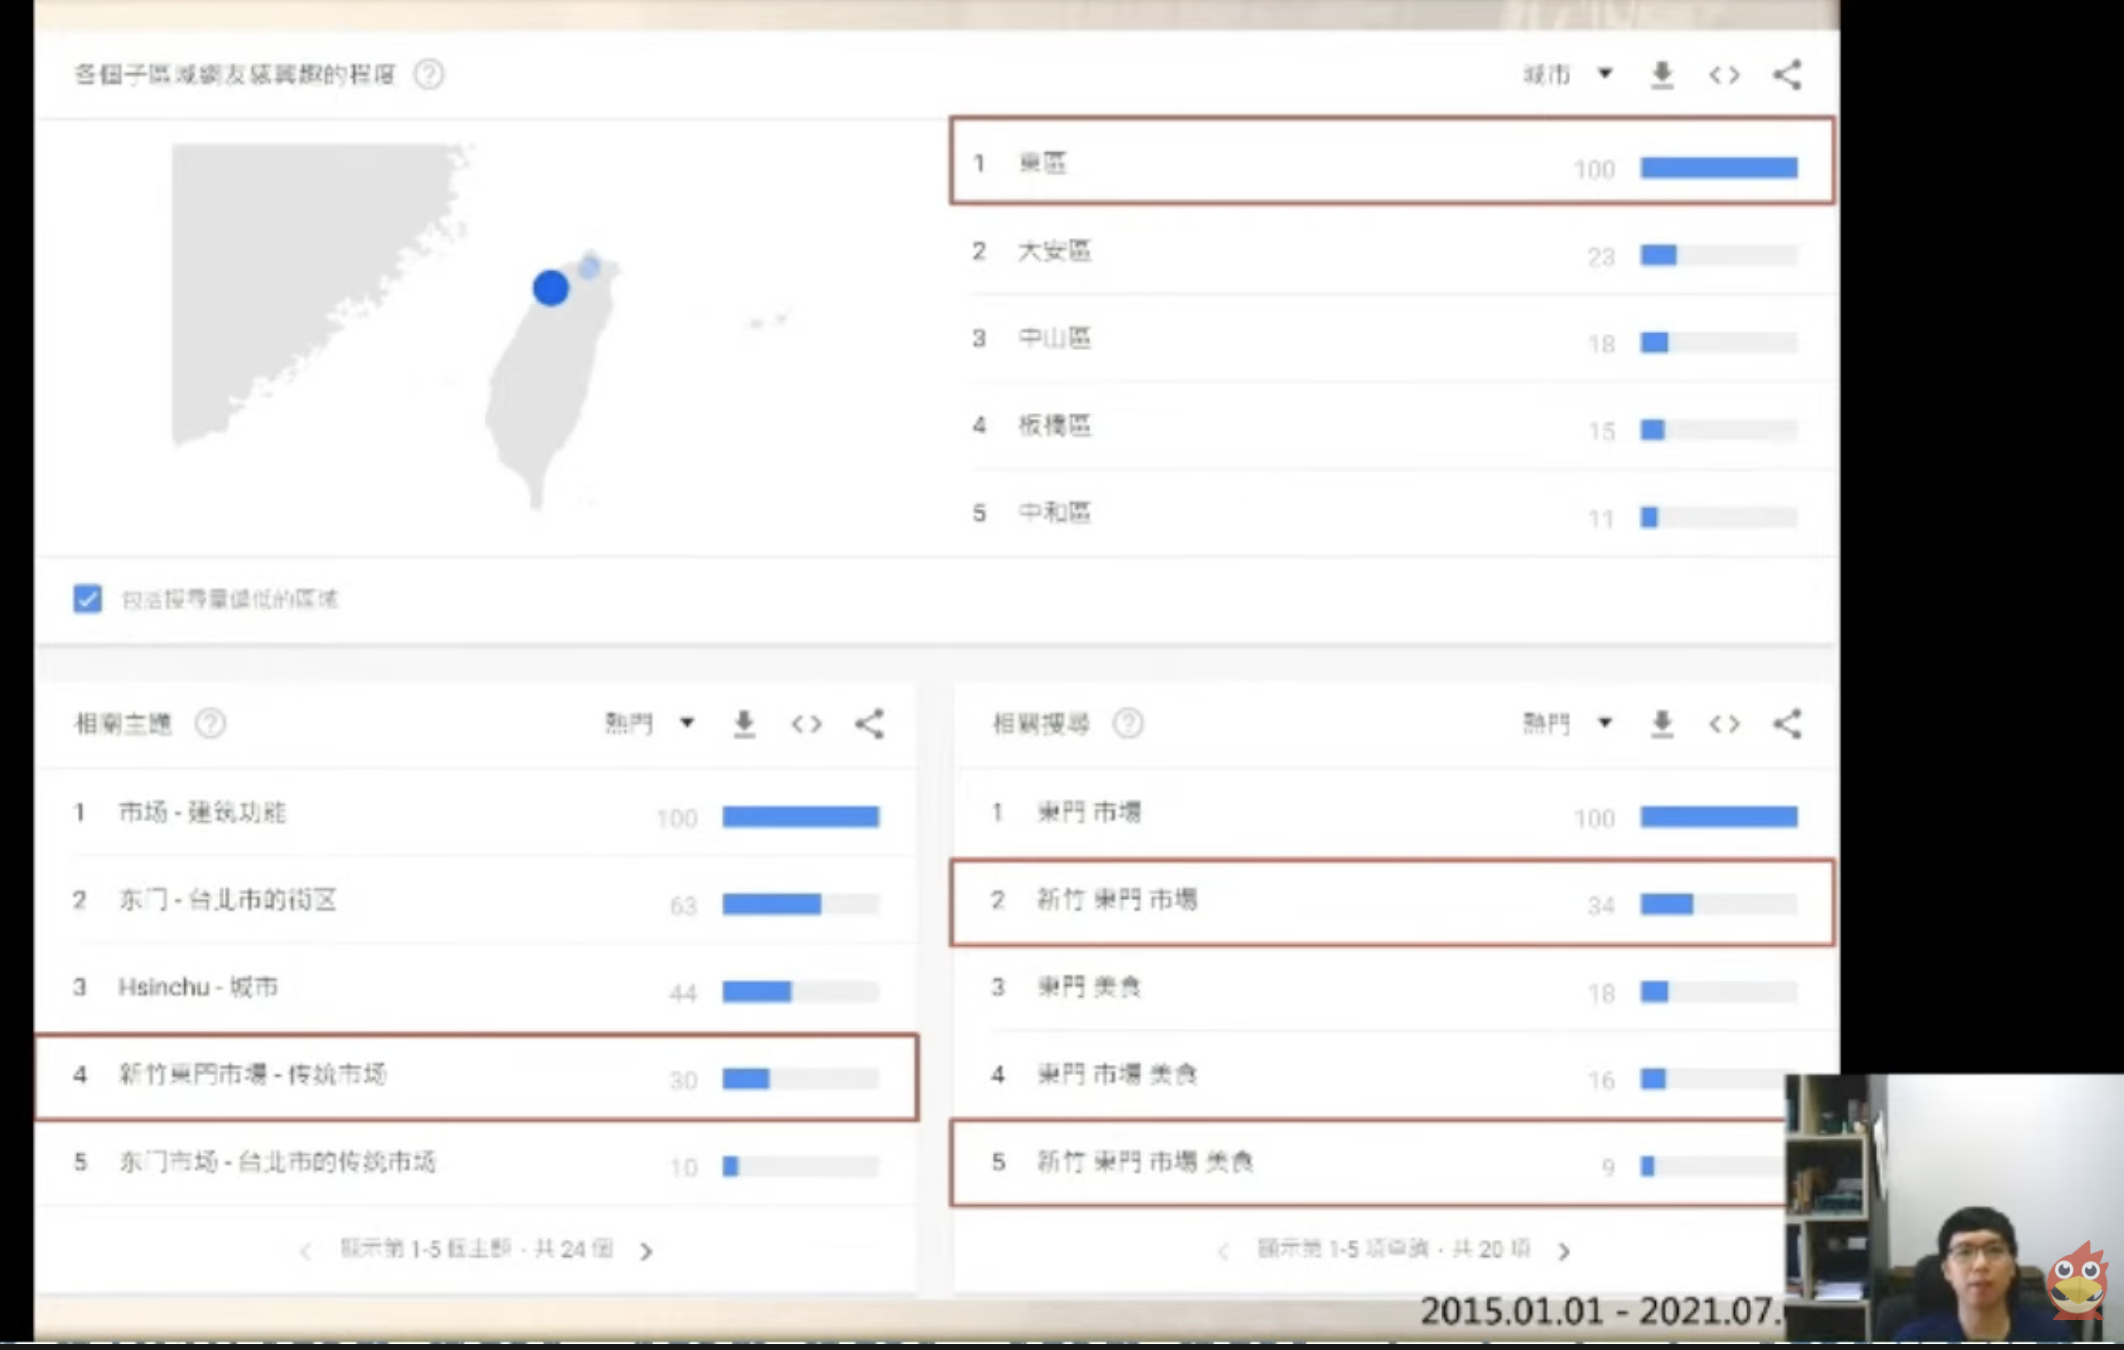 各個子區域網友感興趣的程度
城市
1 東區 100
2 大安區 23
3 中山區 18
4 板橋區 15
5 中和區 11
包括搜尋量偏低的區域
相關主題
熱門
1 市场 - 建筑功能 100
2 东门 - 台北市的街区 63
3 Hsinchu - 城市 44
4 新竹東門市場 - 传统市场 30
5 东门市场 - 台北市的传统市场 10
顯示第 1-5 個主題，共 24 個
相關搜尋
熱門
1 東門 市場 100
2 新竹 東門 市場 34
3 東門 美食 18
4 東門 市場 美食 16
5 新竹 東門 市場 美食 9
顯示第 1-5 項查詢，共 20 項
2015.01.01 - 2021.07.